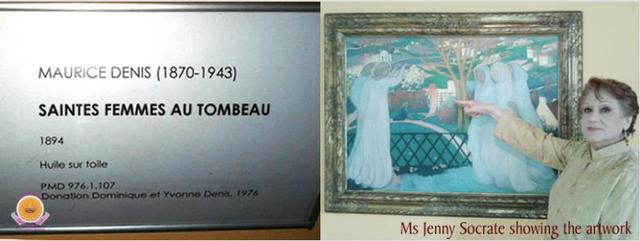 MAURICE DENIS (1870-1943)
SAINTES FEMMES AU TOMBEAU
1894
Huile sur toile
PMD 976.1.107
Donation Dominique et Yvonne Denis, 1976
Ms Jenny Socrate showing the artwork